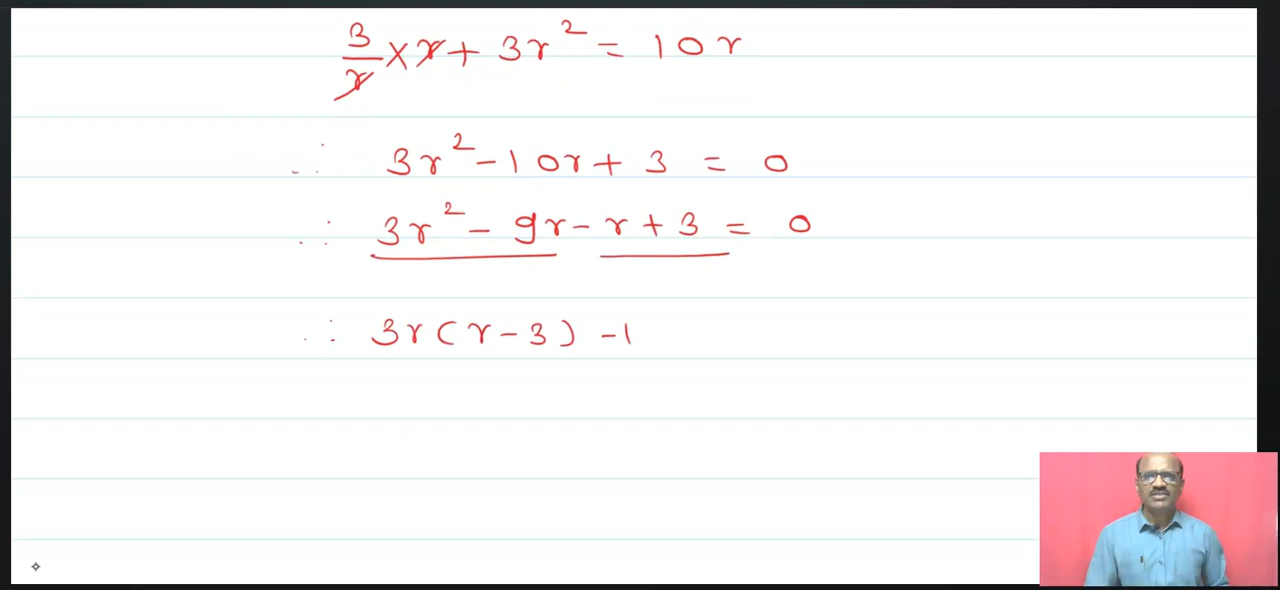 3/r × r + 3r² = 10r
∴ 3r² - 10r + 3 = 0
∴ 3r² - 9r - r + 3 = 0
∴ 3r(r - 3) - 1